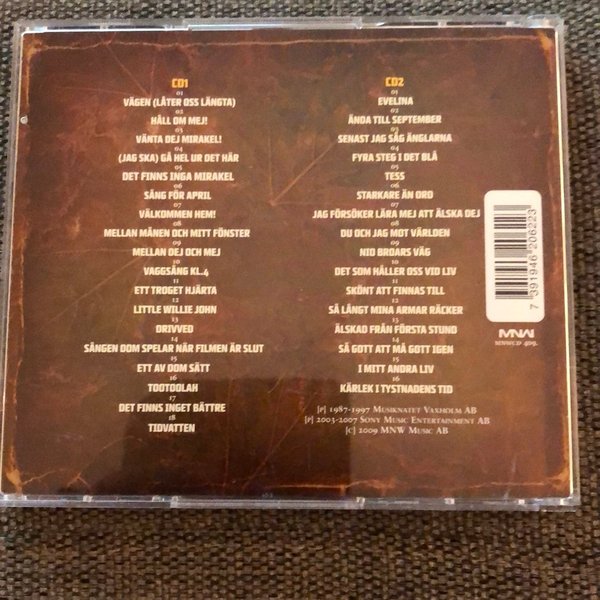 CD1
01
VÄGEN (LÅTER OSS LÄNGTA)
02
HÅLL OM MEJ!
03
VÄNTA DEJ MIRAKEL!
04
(JAG SKA) GÅ HEL UR DET HÄR
05
DET FINNS INGA MIRAKEL
06
SÅNG FÖR APRIL
07
VÄLKOMMEN HEM!
08
MELLAN MÅNEN OCH MITT FÖNSTER
09
MELLAN DEJ OCH MEJ
10
VAGGSÅNG KL.4
11
ETT TROGET HJÄRTA
12
LITTLE WILLIE JOHN
13
ORIVVED
14
SÅNGEN DOM SPELAR NÄR FILMEN ÄR SLUT
15
ETT AV DOM SÄTT
16
TOOTOOLAH
17
DET FINNS INGET BÄTTRE
18
TIDVATTEN
CD2
01
EVELINA
02
ÄNDA TILL SEPTEMBER
03
SENAST JAG SÅG ÄNGLARNA
04
FYRA STEG I DET BLÅ
05
TESS
06
STARKARE ÄN ORD
07
JAG FÖRSÖKER LÄRA MEJ ATT ÄLSKA DEJ
08
DU OCH JAG MOT VÄRLDEN
09
NIO BROARS VÄG
10
DET SOM HÅLLER OSS VID LIV
11
SKÖNT ATT FINNAS TILL
12
SÅ LÅNGT MINA ARMAR RÄCKER
13
ÄLSKAD FRÅN FÖRSTA STUND
14
SÅ GOTT ATT MÅ GOTT IGEN
15
I MITT ANDRA LIV
16
KÄRLEK I TYSTNADENS TID
[P] 1987-1997 MUSIKNATET VAXHOLM AB
[P] 2003-2007 SONY MUSIC ENTERTAINMENT AB
[C] 2009 MNW MUSIC AB
7 391946 206223
MNW
MNWCD 409